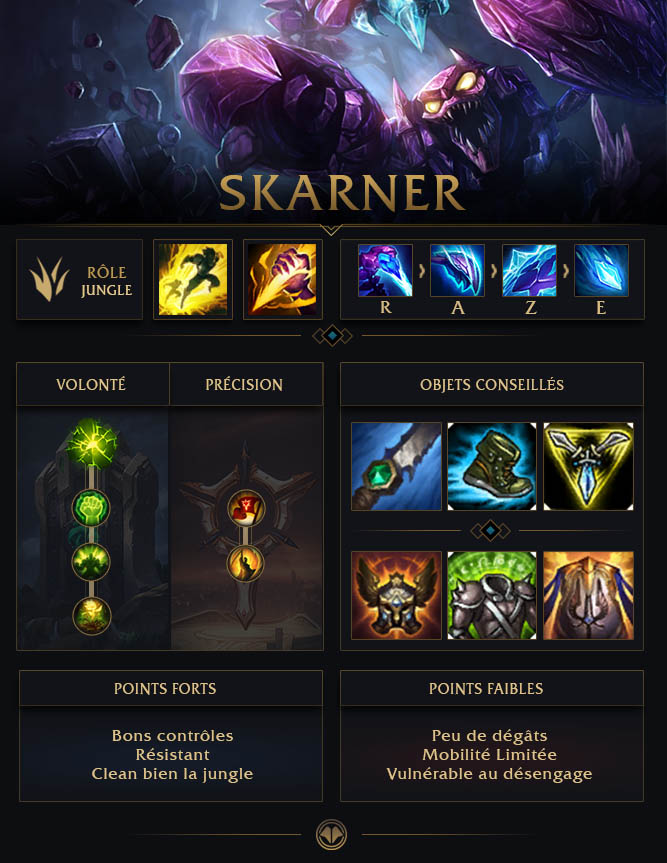 SKARNER
RÔLE
JUNGLE
R
A
Z
E
VOLONTÉ
PRÉCISION
OBJETS CONSEILLÉS
POINTS FORTS
Bons contrôles
Résistant
Clean bien la jungle
POINTS FAIBLES
Peu de dégâts
Mobilité Limitée
Vulnérable au désengage